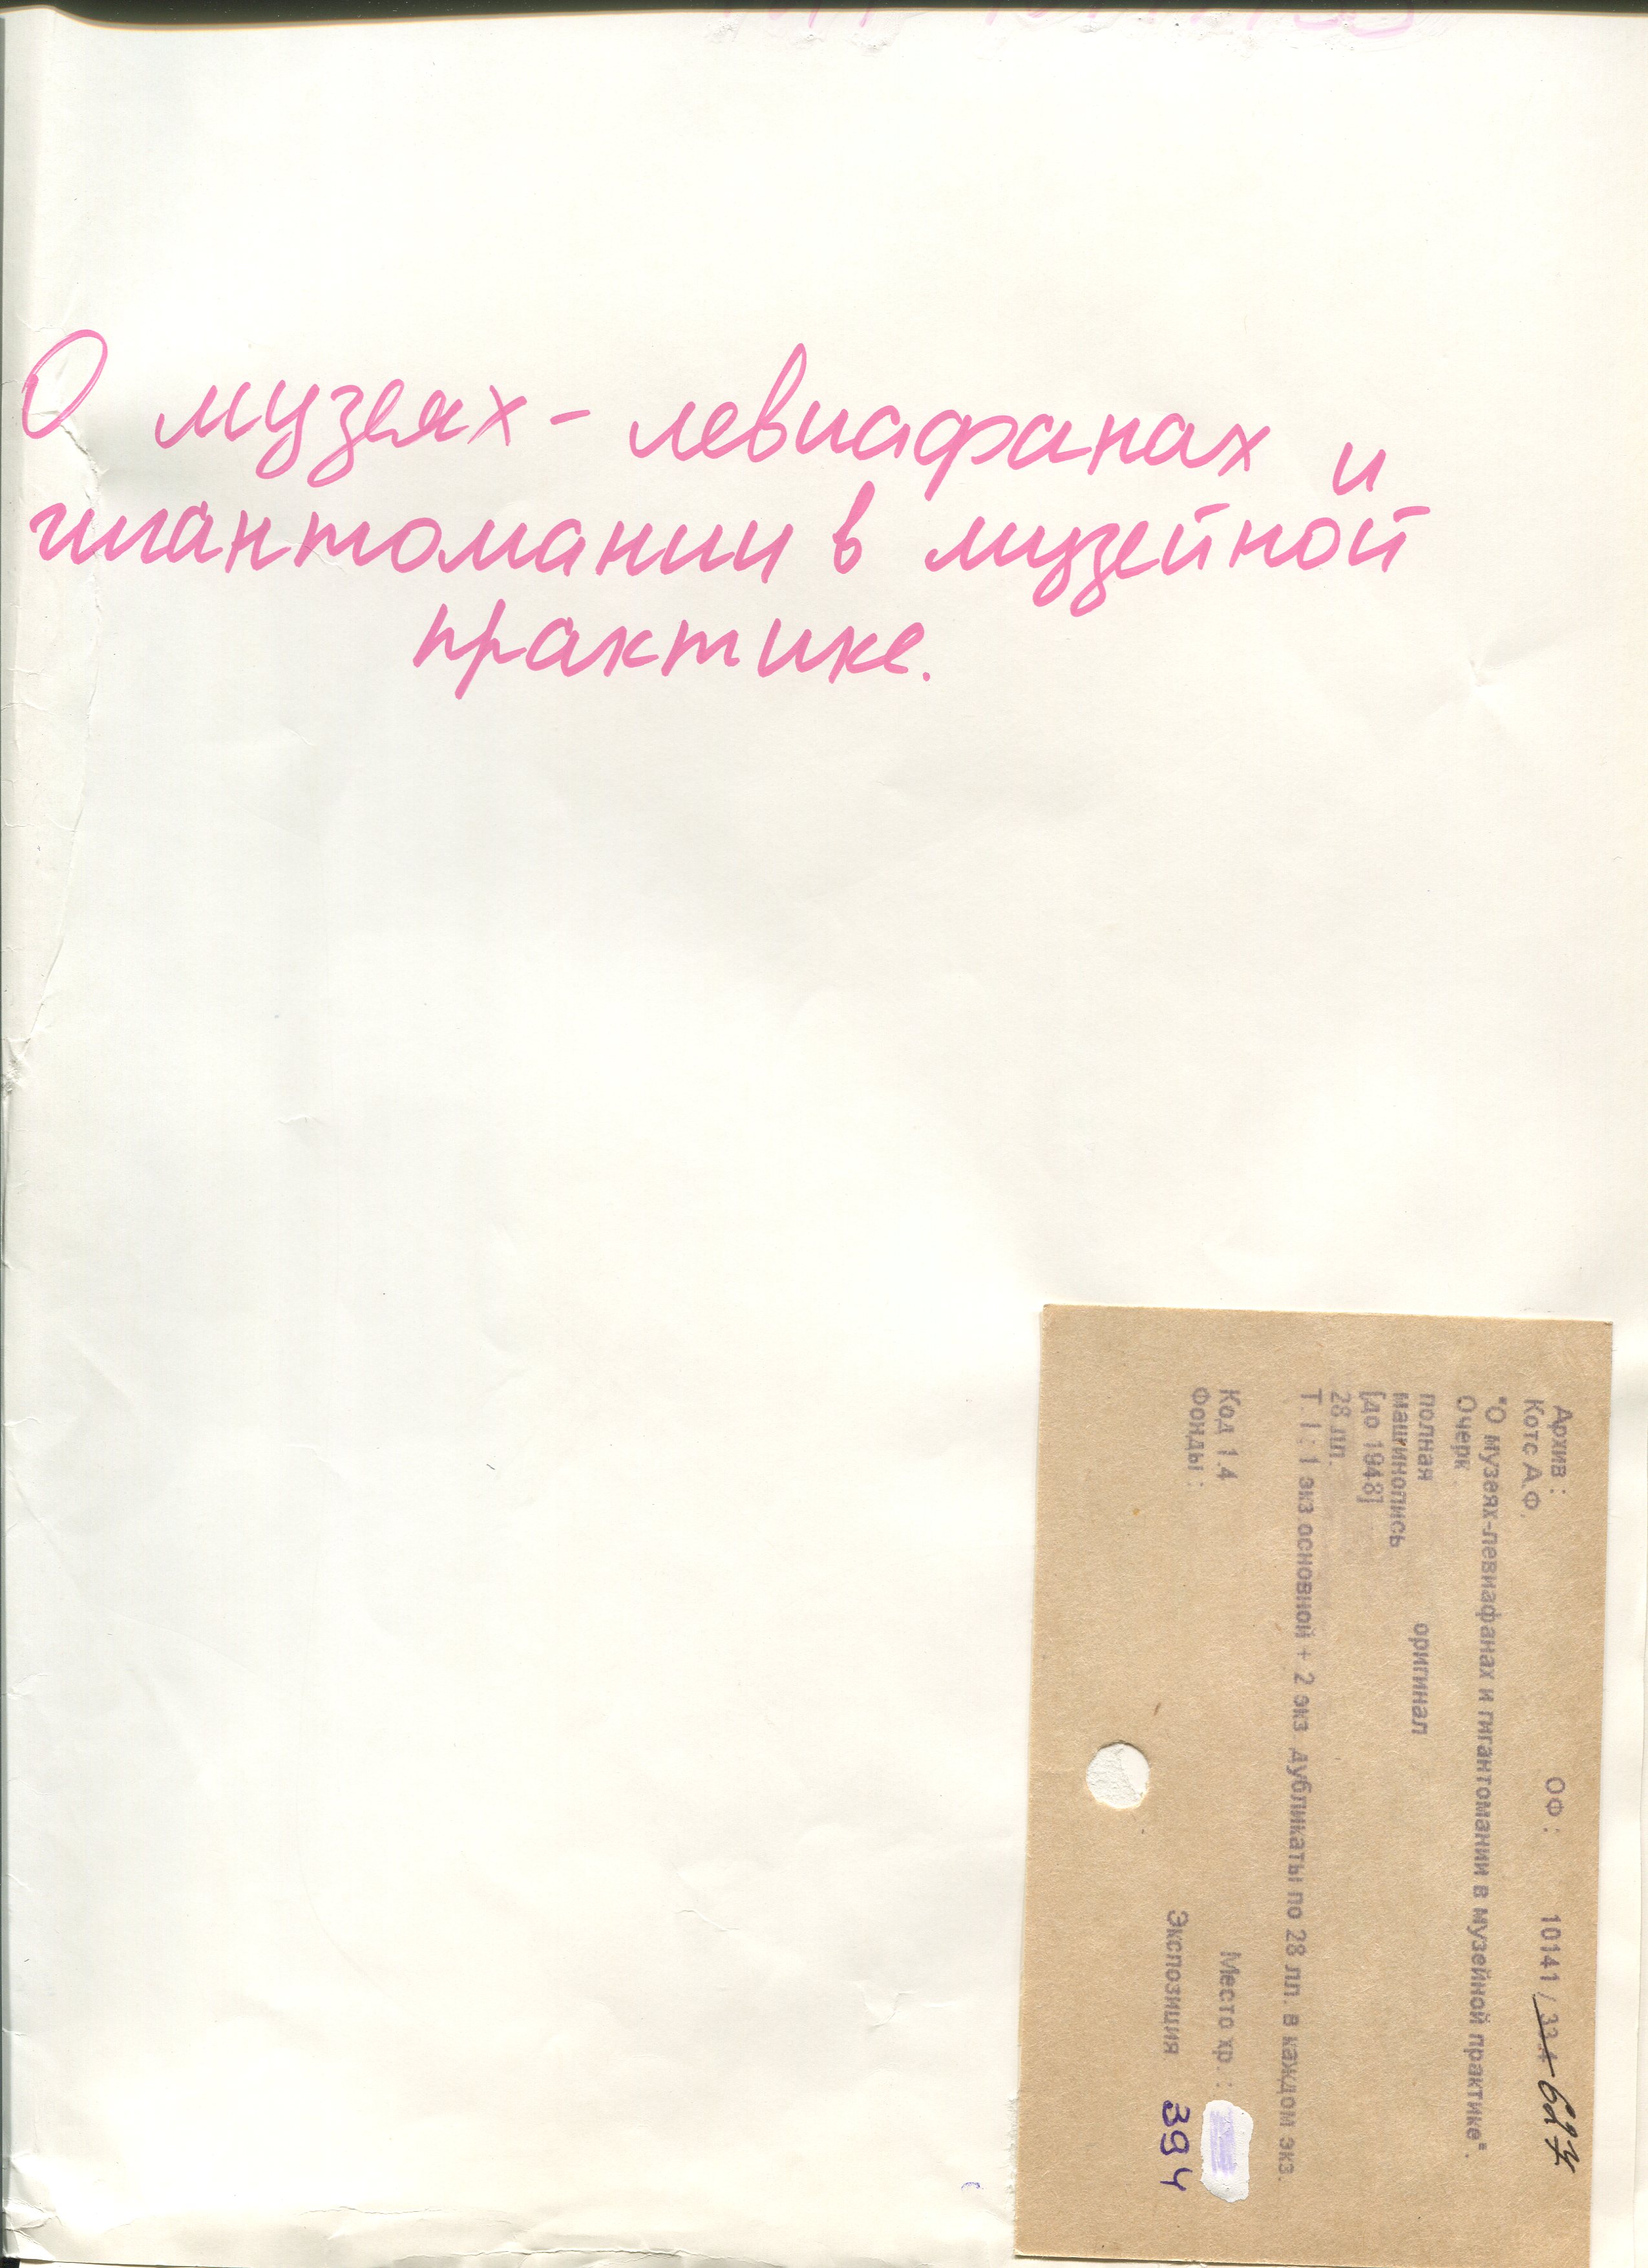 О музеях - левиафанах и
гигантомании в музейной
практике.
Архив : ОФ : 10141 / 334 627
Котс А.Ф.
"О музеях-левиафанах и гигантомании в музейной практике".
Очерк.
полная оригинал
машинопись
[до 1948]
28 лл.
Т. 1 : 1 экз основной + 2 экз. дубликаты по 28 лл. в каждом экз.
Код 1.4 Место хр. :
Фонды : Экспозиция 394